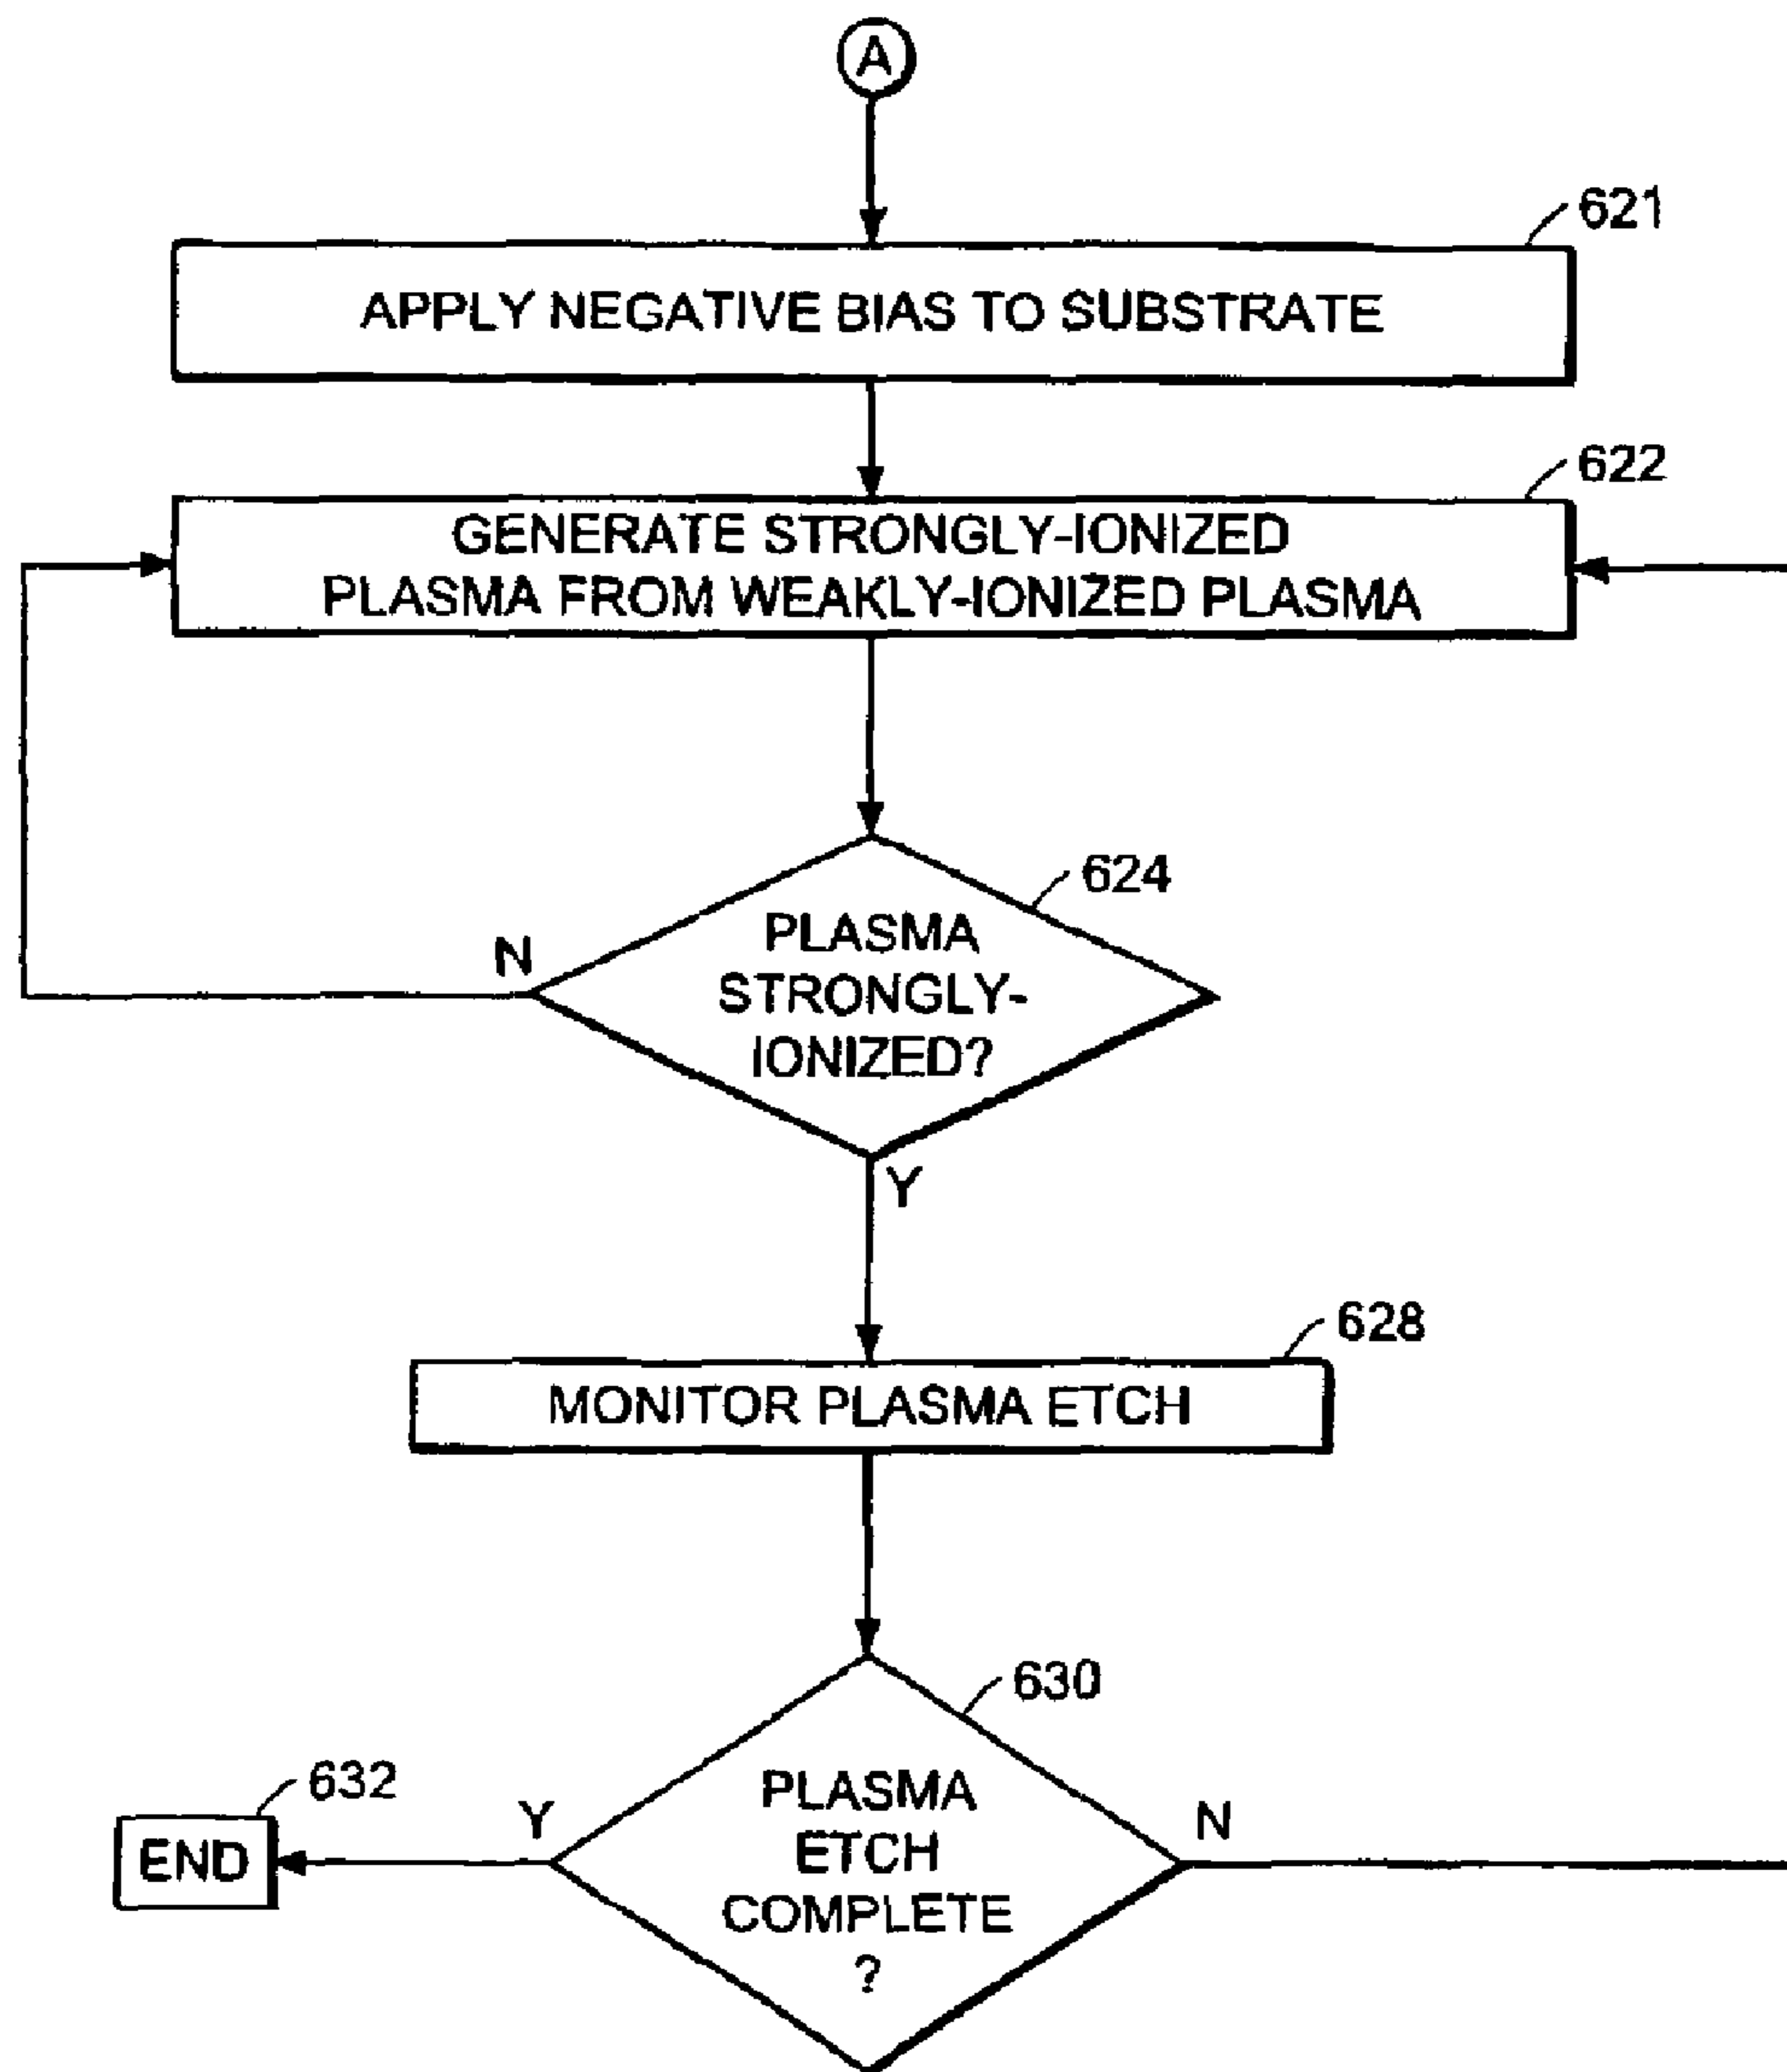 A
621
APPLY NEGATIVE BIAS TO SUBSTRATE
622
GENERATE STRONGLY-IONIZED
PLASMA FROM WEAKLY-IONIZED PLASMA
624
PLASMA
STRONGLY-
IONIZED?
N
Y
628
MONITOR PLASMA ETCH
630
PLASMA
ETCH
COMPLETE
?
Y
N
632
END